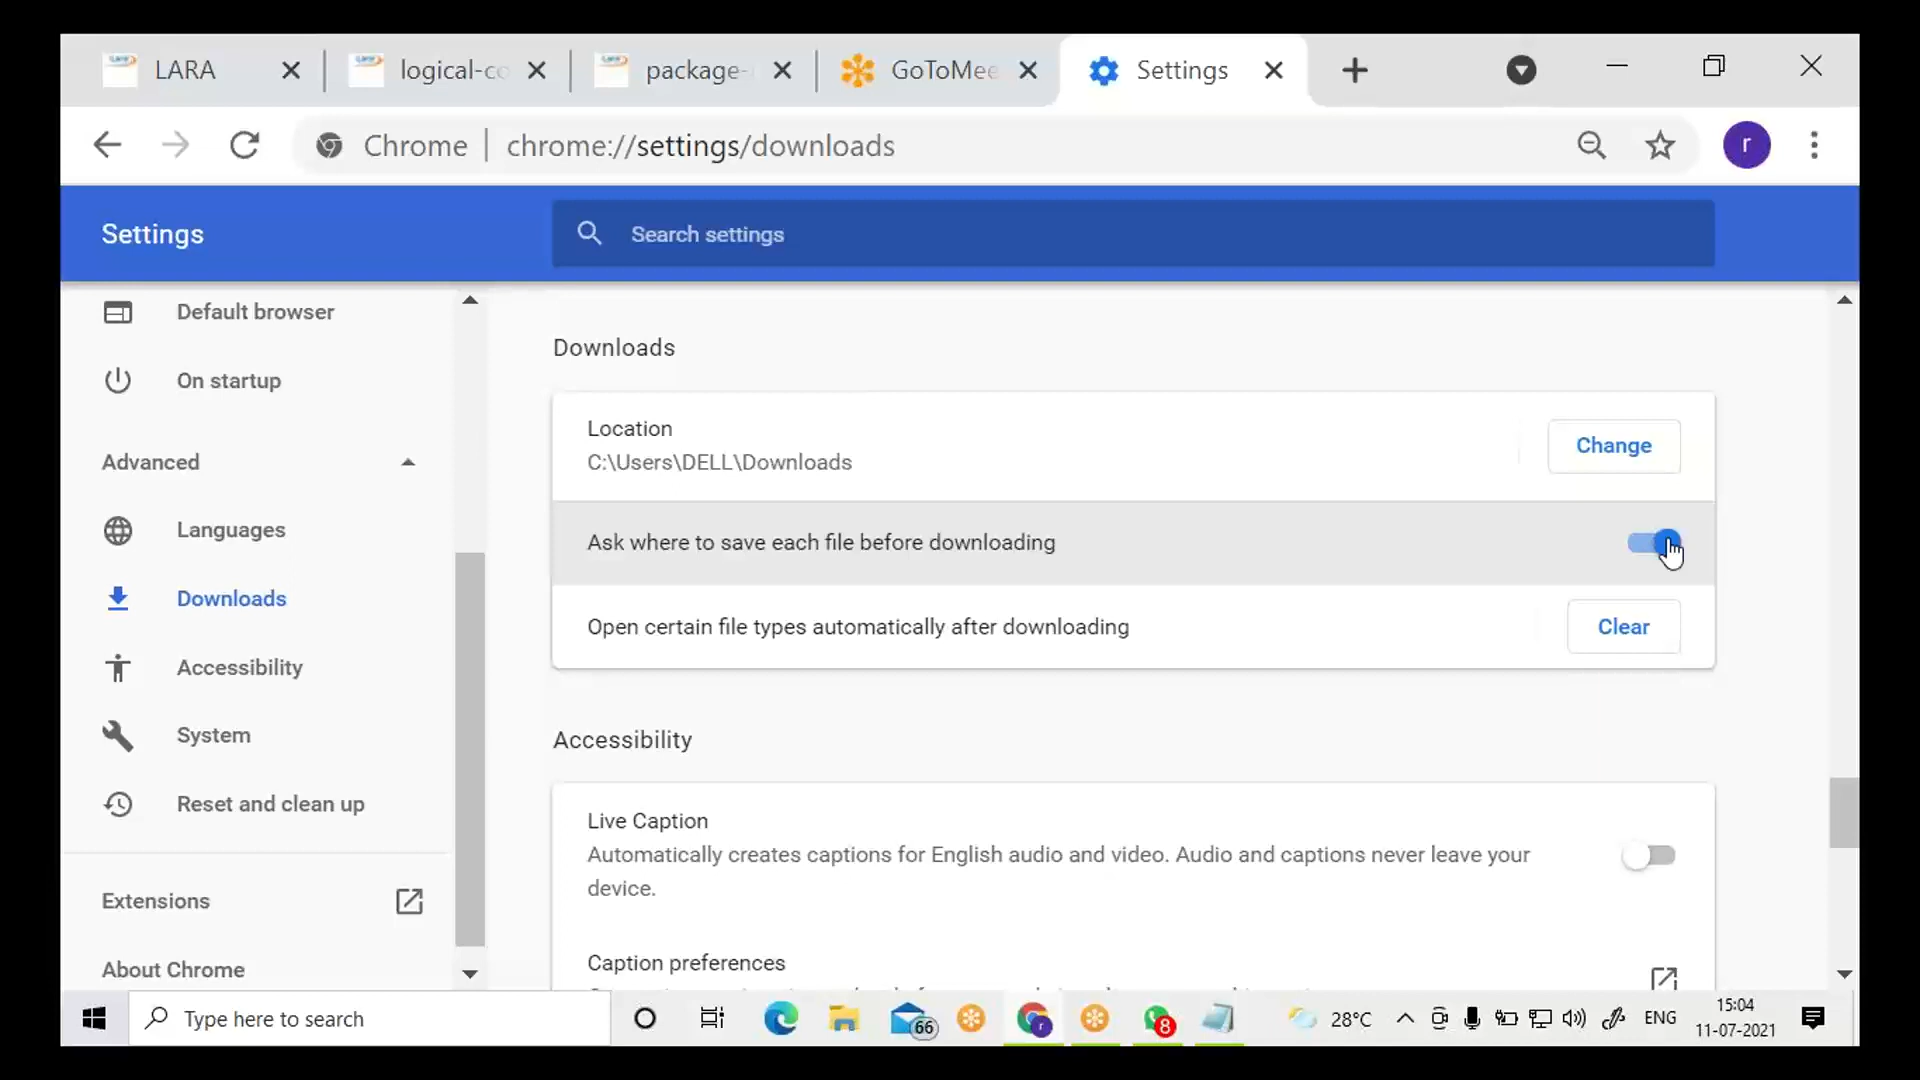 LARA
logical-co
package-
GoToMee
Settings
Chrome
chrome://settings/downloads
r
Settings
Search settings
Default browser
On startup
Advanced
Languages
Downloads
Accessibility
System
Reset and clean up
Extensions
About Chrome
Downloads
Location
C:\Users\DELL\Downloads
Change
Ask where to save each file before downloading
Open certain file types automatically after downloading
Clear
Accessibility
Live Caption
Automatically creates captions for English audio and video. Audio and captions never leave your
device.
Caption preferences
Type here to search
66
r
8
28°C
ENG
15:04
11-07-2021